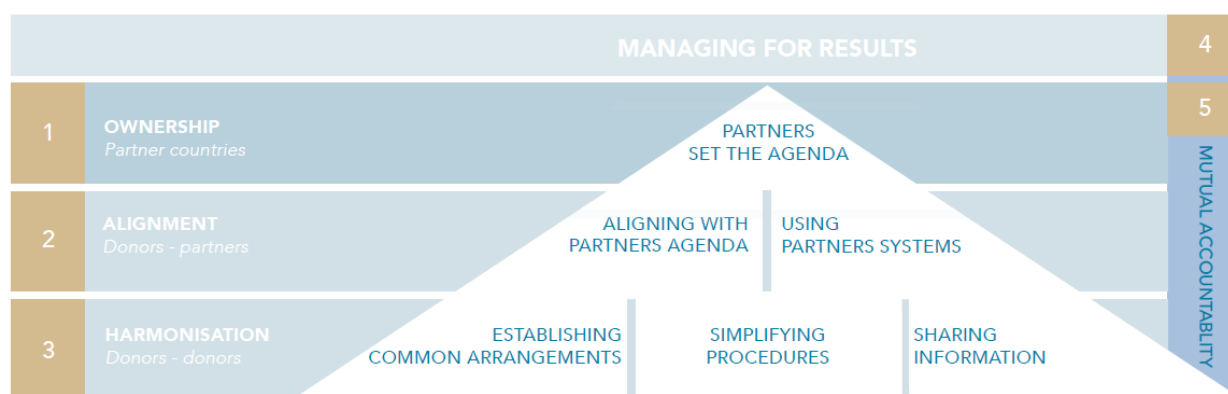 MANAGING FOR RESULTS
4
1
OWNERSHIP
Partner countries
PARTNERS
SET THE AGENDA
5
MUTUAL ACCOUNTABLITY
2
ALIGNMENT
Donors - partners
ALIGNING WITH
PARTNERS AGENDA
USING
PARTNERS SYSTEMS
3
HARMONISATION
Donors - donors
ESTABLISHING
COMMON ARRANGEMENTS
SIMPLIFYING
PROCEDURES
SHARING
INFORMATION